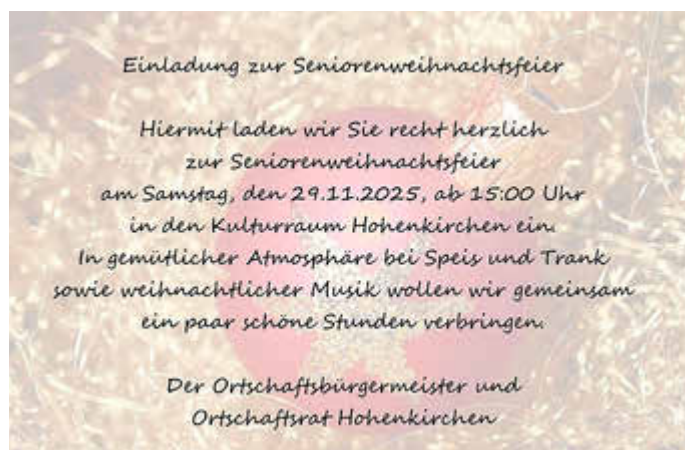 Einladung zur Seniorenweihnachtsfeier
Hiermit laden wir Sie recht herzlich
zur Seniorenweihnachtsfeier
am Samstag, den 29.11.2025, ab 15:00 Uhr
in den Kulturraum Hohenkirchen ein.
In gemütlicher Atmosphäre bei Speis und Trank
sowie weihnachtlicher Musik wollen wir gemeinsam
ein paar schöne Stunden verbringen.
Der Ortschaftsbürgermeister und
Ortschaftsrat Hohenkirchen